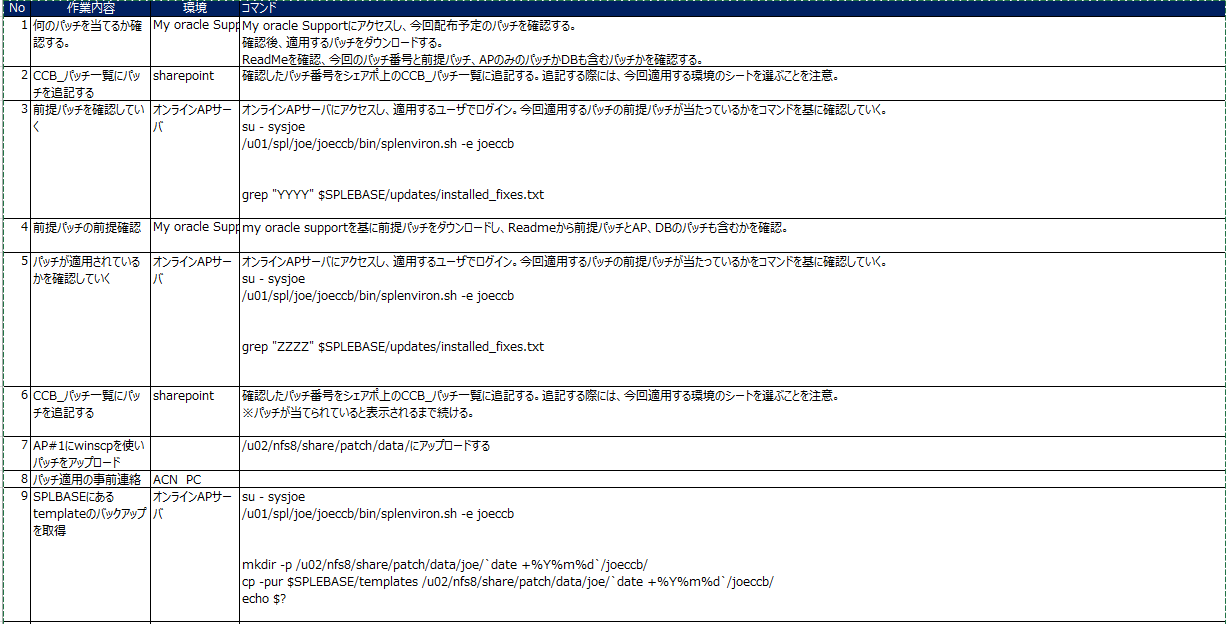 No 作業内容 環境 コマンド
1 何のパッチを当てるか確 My oracle Supp My oracle Supportにアクセスし、今回配布予定のパッチを確認する。
認する。 確認後、適用するパッチをダウンロードする。
ReadMeを確認、今回のパッチ番号と前提パッチ、APのみのパッチかDBも含むパッチかを確認する。
2 CCB_パッチ一覧にパッ sharepoint 確認したパッチ番号をシェアポ上のCCB_パッチ一覧に追記する。追記する際には、今回適用する環境のシートを選ぶことを注意。
チを追記する
3 前提パッチを確認してい オンラインAPサー オンラインAPサーバにアクセスし、適用するユーザでログイン。今回適用するパッチの前提パッチが当たっているかをコマンドを基に確認していく。
く バ su - sysjoe
/u01/spl/joe/joeccb/bin/splenviron.sh -e joeccb
grep "YYYY" $SPLEBASE/updates/installed_fixes.txt
4 前提パッチの前提確認 My oracle Supp my oracle supportを基に前提パッチをダウンロードし、Readmeから前提パッチとAP、DBのパッチも含むかを確認。
5 パッチが適用されている オンラインAPサー オンラインAPサーバにアクセスし、適用するユーザでログイン。今回適用するパッチの前提パッチが当たっているかをコマンドを基に確認していく。
かを確認していく バ su - sysjoe
/u01/spl/joe/joeccb/bin/splenviron.sh -e joeccb
grep "ZZZZ" $SPLEBASE/updates/installed_fixes.txt
6 CCB_パッチ一覧にパッ sharepoint 確認したパッチ番号をシェアポ上のCCB_パッチ一覧に追記する。追記する際には、今回適用する環境のシートを選ぶことを注意。
チを追記する ※パッチが当てられていると表示されるまで続ける。
7 AP#1にwinscpを使い /u02/nfs8/share/patch/data/にアップロードする
パッチをアップロード
8 パッチ適用の事前連絡 ACN PC
9 SPLBASEにある オンラインAPサー su - sysjoe
templateのバックアップ バ /u01/spl/joe/joeccb/bin/splenviron.sh -e joeccb
を取得
mkdir -p /u02/nfs8/share/patch/data/joe/`date +%Y%m%d`/joeccb/
cp -pur $SPLEBASE/templates /u02/nfs8/share/patch/data/joe/`date +%Y%m%d`/joeccb/
echo $?